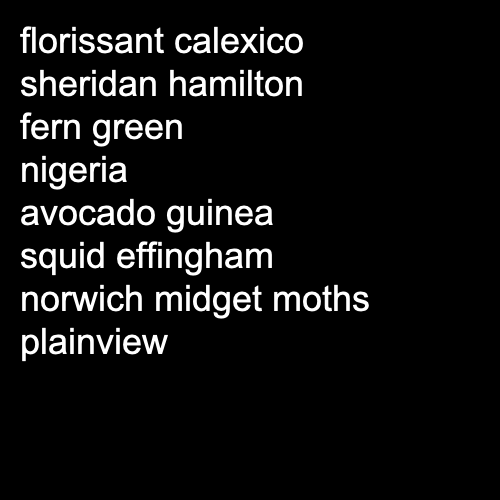 florissant calexico
sheridan hamilton
fern green
nigeria
avocado guinea
squid effingham
norwich midget moths
plainview